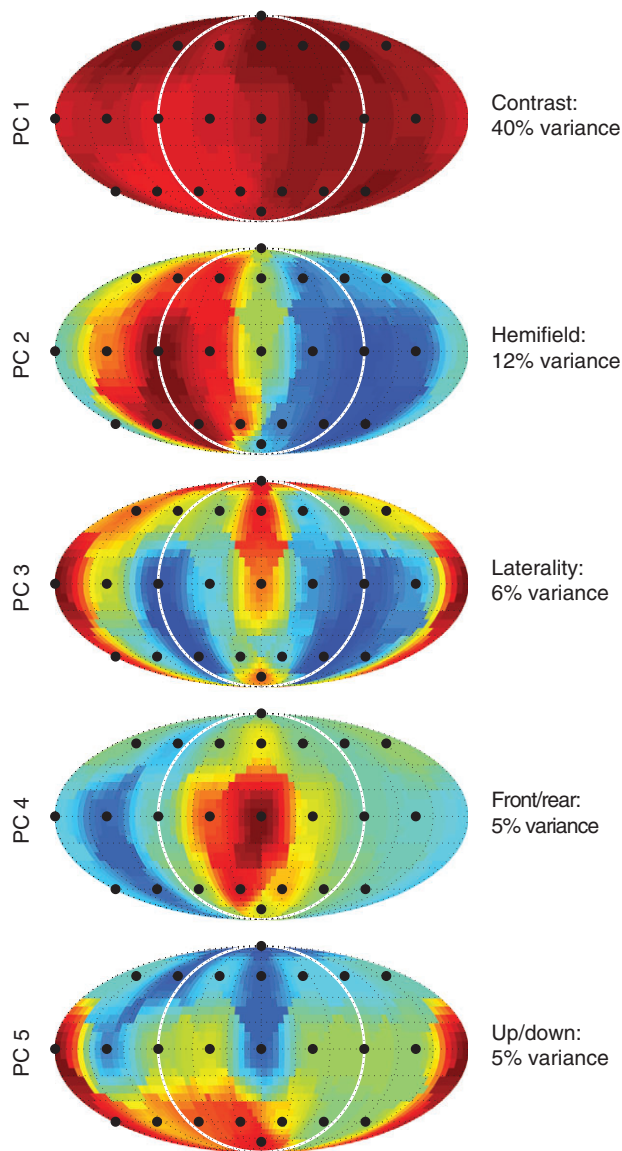 PC 1
Contrast:
40% variance
PC 2
Hemifield:
12% variance
PC 3
Laterality:
6% variance
PC 4
Front/rear:
5% variance
PC 5
Up/down:
5% variance